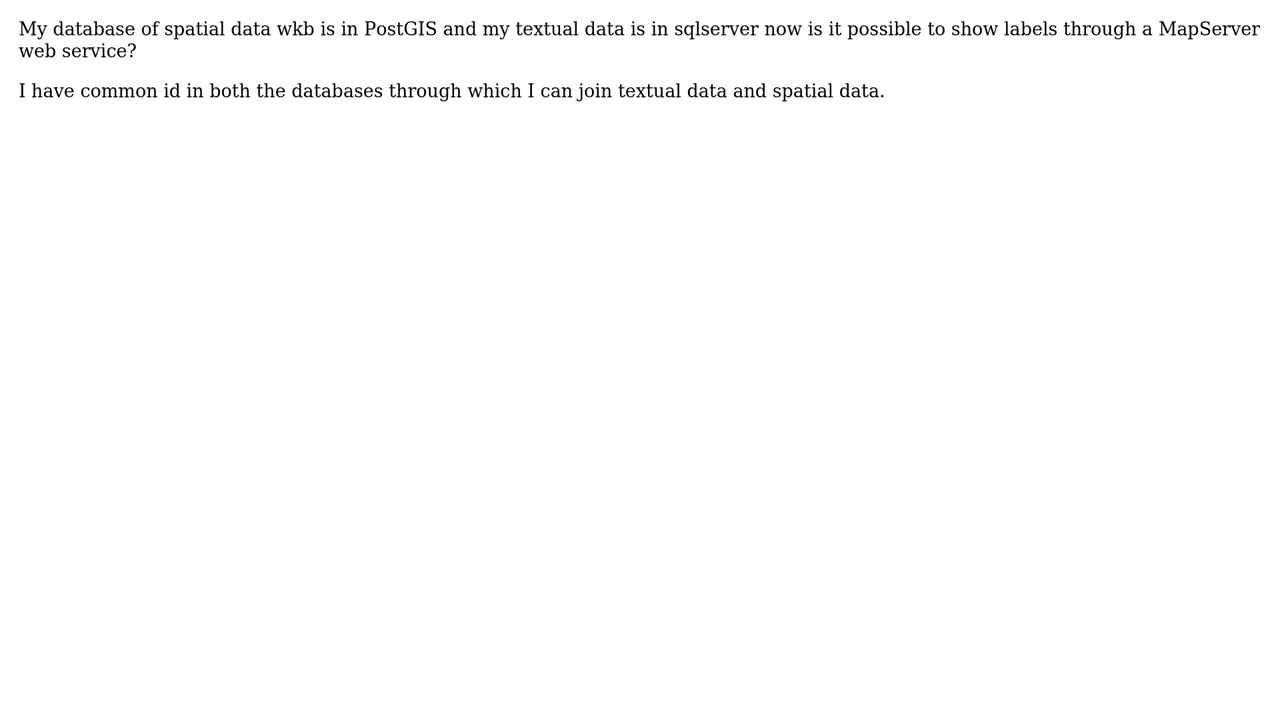 My database of spatial data wkb is in PostGIS and my textual data is in sqlserver now is it possible to show labels through a MapServer
web service?
I have common id in both the databases through which I can join textual data and spatial data.